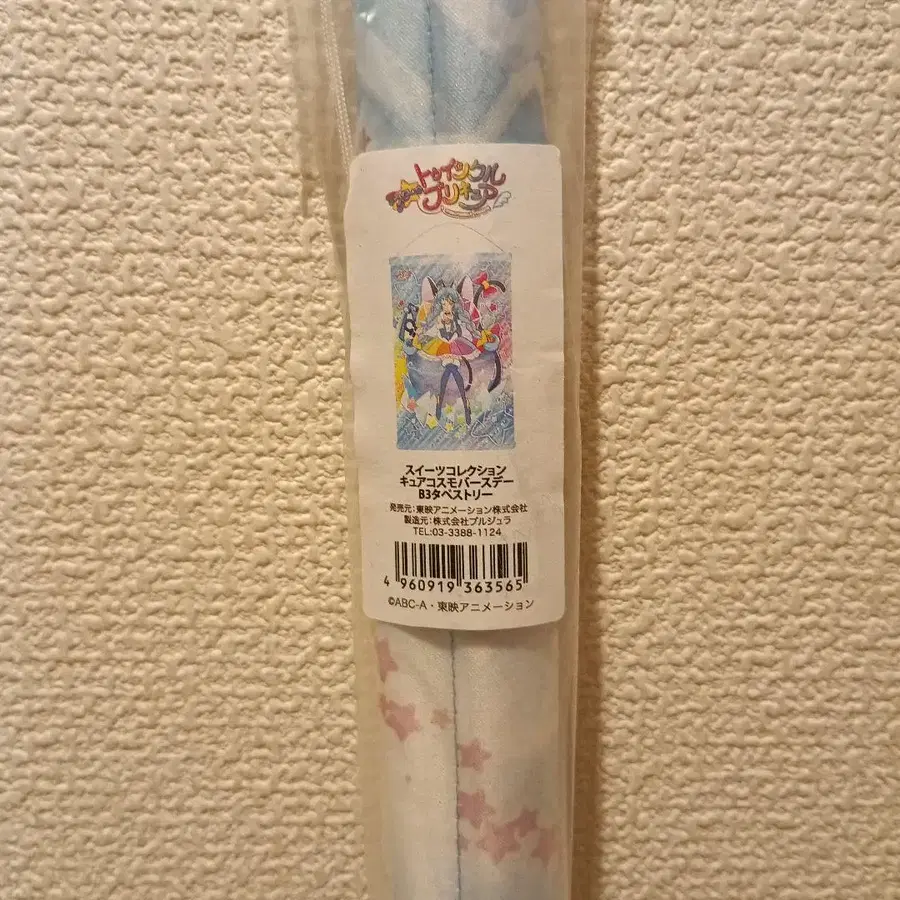 スター☆
トゥインクル
プリキュア
スイーツコレクション
キュアコスモバースデー
B3タペストリー
発売元:東映アニメーション株式会社
製造元:株式会社プルジュラ
TEL:03-3388-1124
4 960919 363565
©ABC-A・東映アニメーション